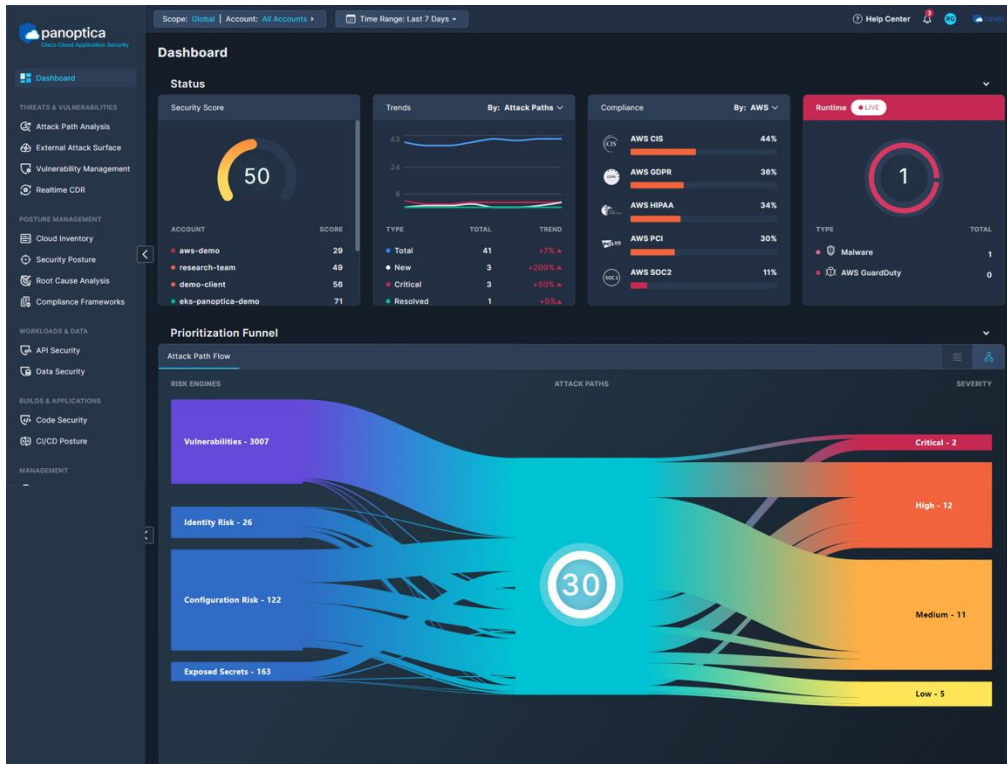 panoptica
Cisco Cloud Application Security
Scope: Global | Account: All Accounts
Time Range: Last 7 Days
Help Center
3
RG
DEMO
Dashboard
THREATS & VULNERABILITIES
Attack Path Analysis
External Attack Surface
Vulnerability Management
Realtime CDR
POSTURE MANAGEMENT
Cloud Inventory
Security Posture
Root Cause Analysis
Compliance Frameworks
WORKLOADS & DATA
API Security
Data Security
BUILDS & APPLICATIONS
Code Security
CI/CD Posture
MANAGEMENT
Dashboard
Status
Security Score
50
ACCOUNT SCORE
aws-demo 29
research-team 49
demo-client 56
eks-panoptica-demo 71
Trends By: Attack Paths
43
24
6
TYPE TOTAL TREND
Total 41 +7%
New 3 +200%
Critical 3 +50%
Resolved 1 +0%
Compliance By: AWS
CIS AWS CIS 44%
GDPR AWS GDPR 36%
AWS HIPAA 34%
AWS PCI 30%
SOC 2 AWS SOC2 11%
Runtime LIVE
1
TYPE TOTAL
Malware 1
AWS GuardDuty 0
Prioritization Funnel
Attack Path Flow
RISK ENGINES ATTACK PATHS SEVERITY
Vulnerabilities - 3007
Identity Risk - 26
Configuration Risk - 122
Exposed Secrets - 163
30
Critical - 2
High - 12
Medium - 11
Low - 5